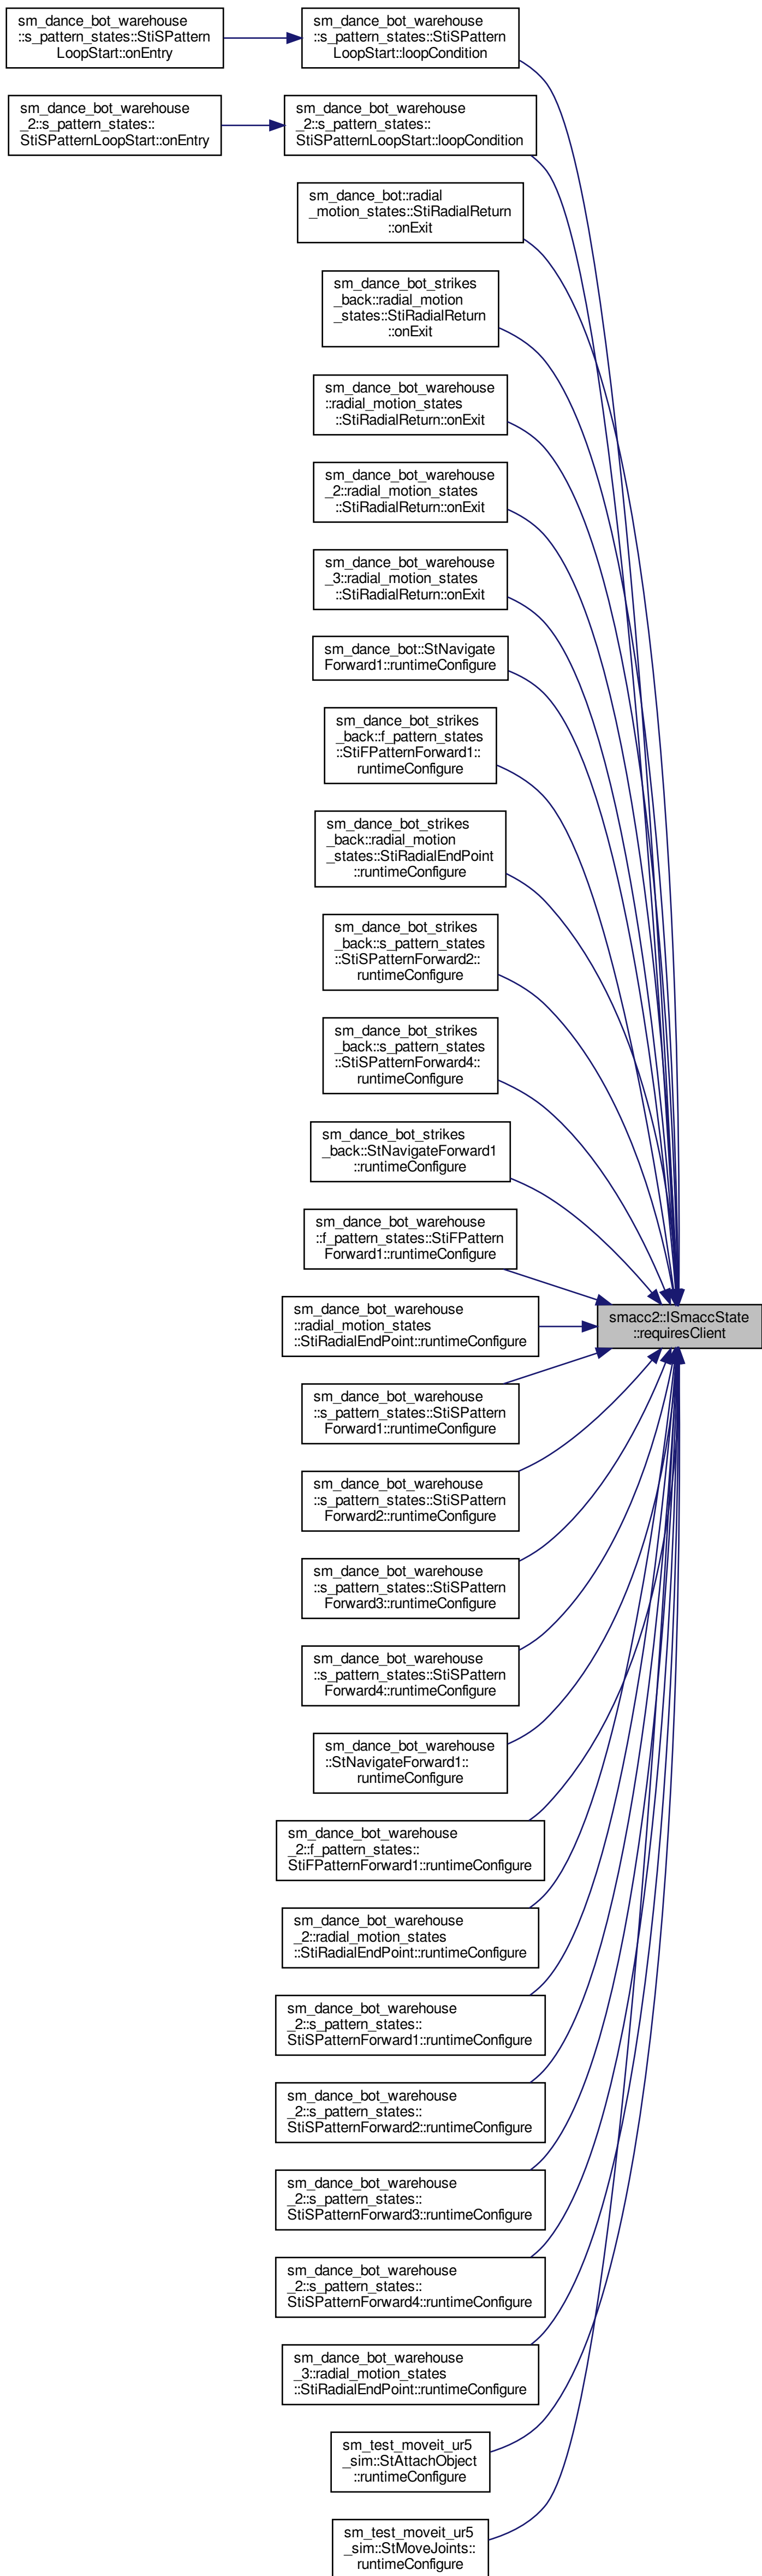 sm_dance_bot_warehouse
::s_pattern_states::StiSPattern
LoopStart::onEntry
sm_dance_bot_warehouse
::s_pattern_states::StiSPattern
LoopStart::loopCondition
sm_dance_bot_warehouse
_2::s_pattern_states::
StiSPatternLoopStart::onEntry
sm_dance_bot_warehouse
_2::s_pattern_states::
StiSPatternLoopStart::loopCondition
sm_dance_bot::radial
_motion_states::StiRadialReturn
::onExit
sm_dance_bot_strikes
_back::radial_motion
_states::StiRadialReturn
::onExit
sm_dance_bot_warehouse
::radial_motion_states
::StiRadialReturn::onExit
sm_dance_bot_warehouse
_2::radial_motion_states
::StiRadialReturn::onExit
sm_dance_bot_warehouse
_3::radial_motion_states
::StiRadialReturn::onExit
sm_dance_bot::StNavigate
Forward1::runtimeConfigure
sm_dance_bot_strikes
_back::f_pattern_states
::StiFPatternForward1::
runtimeConfigure
sm_dance_bot_strikes
_back::radial_motion
_states::StiRadialEndPoint
::runtimeConfigure
sm_dance_bot_strikes
_back::s_pattern_states
::StiSPatternForward2::
runtimeConfigure
sm_dance_bot_strikes
_back::s_pattern_states
::StiSPatternForward4::
runtimeConfigure
sm_dance_bot_strikes
_back::StNavigateForward1
::runtimeConfigure
sm_dance_bot_warehouse
::f_pattern_states::StiFPattern
Forward1::runtimeConfigure
sm_dance_bot_warehouse
::radial_motion_states
::StiRadialEndPoint::runtimeConfigure
smacc2::ISmaccState
::requiresClient
sm_dance_bot_warehouse
::s_pattern_states::StiSPattern
Forward1::runtimeConfigure
sm_dance_bot_warehouse
::s_pattern_states::StiSPattern
Forward2::runtimeConfigure
sm_dance_bot_warehouse
::s_pattern_states::StiSPattern
Forward3::runtimeConfigure
sm_dance_bot_warehouse
::s_pattern_states::StiSPattern
Forward4::runtimeConfigure
sm_dance_bot_warehouse
::StNavigateForward1::
runtimeConfigure
sm_dance_bot_warehouse
_2::f_pattern_states::
StiFPatternForward1::runtimeConfigure
sm_dance_bot_warehouse
_2::radial_motion_states
::StiRadialEndPoint::runtimeConfigure
sm_dance_bot_warehouse
_2::s_pattern_states::
StiSPatternForward1::runtimeConfigure
sm_dance_bot_warehouse
_2::s_pattern_states::
StiSPatternForward2::runtimeConfigure
sm_dance_bot_warehouse
_2::s_pattern_states::
StiSPatternForward3::runtimeConfigure
sm_dance_bot_warehouse
_2::s_pattern_states::
StiSPatternForward4::runtimeConfigure
sm_dance_bot_warehouse
_3::radial_motion_states
::StiRadialEndPoint::runtimeConfigure
sm_test_moveit_ur5
_sim::StAttachObject
::runtimeConfigure
sm_test_moveit_ur5
_sim::StMoveJoints::
runtimeConfigure